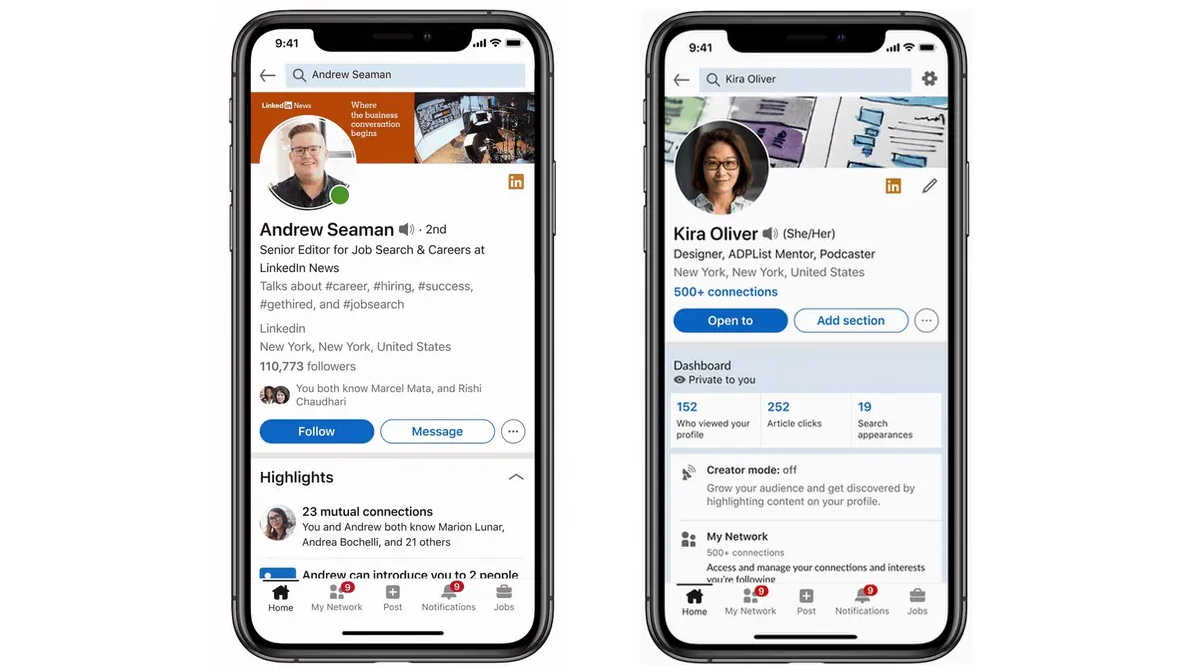 9:41
Andrew Seaman
Linked in News
Where
the business
conversation
begins
in
Andrew Seaman · 2nd
Senior Editor for Job Search & Careers at
LinkedIn News
Talks about #career, #hiring, #success,
#gethired, and #jobsearch
Linkedin
New York, New York, United States
110,773 followers
You both know Marcel Mata, and Rishi
Chaudhari
Follow
Message
Highlights
23 mutual connections
You and Andrew both know Marion Lunar,
Andrea Bochelli, and 21 others
Andrew can introduce you to 2 people
9
9
Home
My Network
Post
Notifications
Jobs
9:41
Kira Oliver
in
Kira Oliver (She/Her)
Designer, ADPList Mentor, Podcaster
New York, New York, United States
500+ connections
Open to
Add section
Dashboard
Private to you
152
Who viewed your
profile
252
Article clicks
19
Search
appearances
Creator mode: off
Grow your audience and get discovered by
highlighting content on your profile.
My Network
500+ connections
Access and manage your connections and interests
you're following
9
9
Home
My Network
Post
Notifications
Jobs